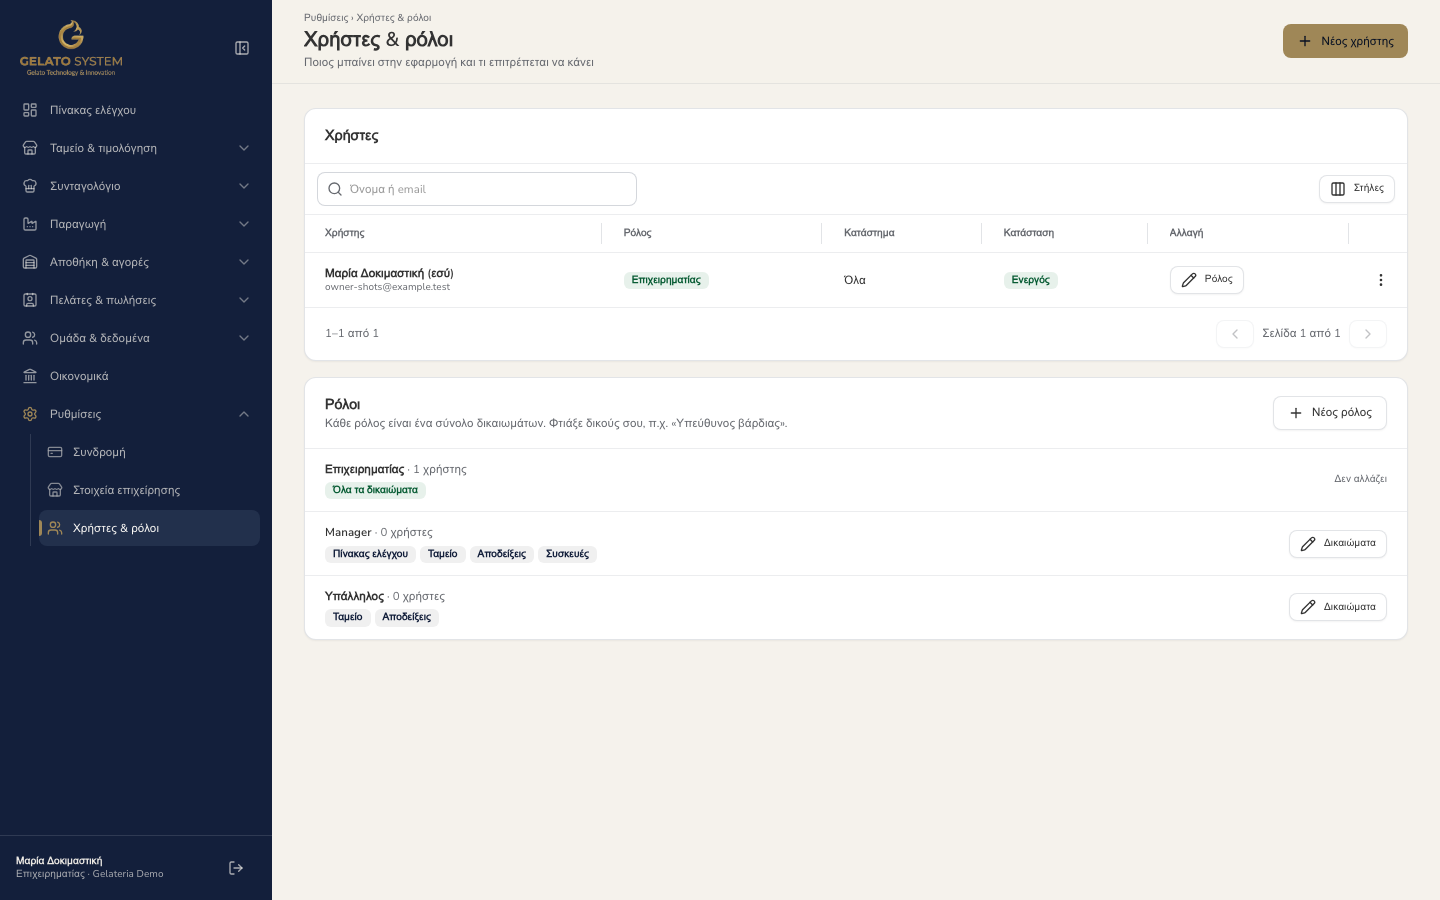 GELATO SYSTEM
Gelato Technology & Innovation
Πίνακας ελέγχου
Ταμείο & τιμολόγηση
Συνταγολόγιο
Παραγωγή
Αποθήκη & αγορές
Πελάτες & πωλήσεις
Ομάδα & δεδομένα
Οικονομικά
Ρυθμίσεις
Συνδρομή
Στοιχεία επιχείρησης
Χρήστες & ρόλοι
Μαρία Δοκιμαστική
Επιχειρηματίας · Gelateria Demo
Ρυθμίσεις › Χρήστες & ρόλοι
Χρήστες & ρόλοι
Ποιος μπαίνει στην εφαρμογή και τι επιτρέπεται να κάνει
Νέος χρήστης
Χρήστες
Όνομα ή email
Στήλες
Χρήστης Ρόλος Κατάστημα Κατάσταση Αλλαγή
Μαρία Δοκιμαστική (εσύ)
owner-shots@example.test
Επιχειρηματίας Όλα Ενεργός Ρόλος
1–1 από 1
Σελίδα 1 από 1
Ρόλοι
Κάθε ρόλος είναι ένα σύνολο δικαιωμάτων. Φτιάξε δικούς σου, π.χ. «Υπεύθυνος βάρδιας».
Νέος ρόλος
Επιχειρηματίας · 1 χρήστης
Όλα τα δικαιώματα
Δεν αλλάζει
Manager · 0 χρήστες
Πίνακας ελέγχου Ταμείο Αποδείξεις Συσκευές
Δικαιώματα
Υπάλληλος · 0 χρήστες
Ταμείο Αποδείξεις
Δικαιώματα